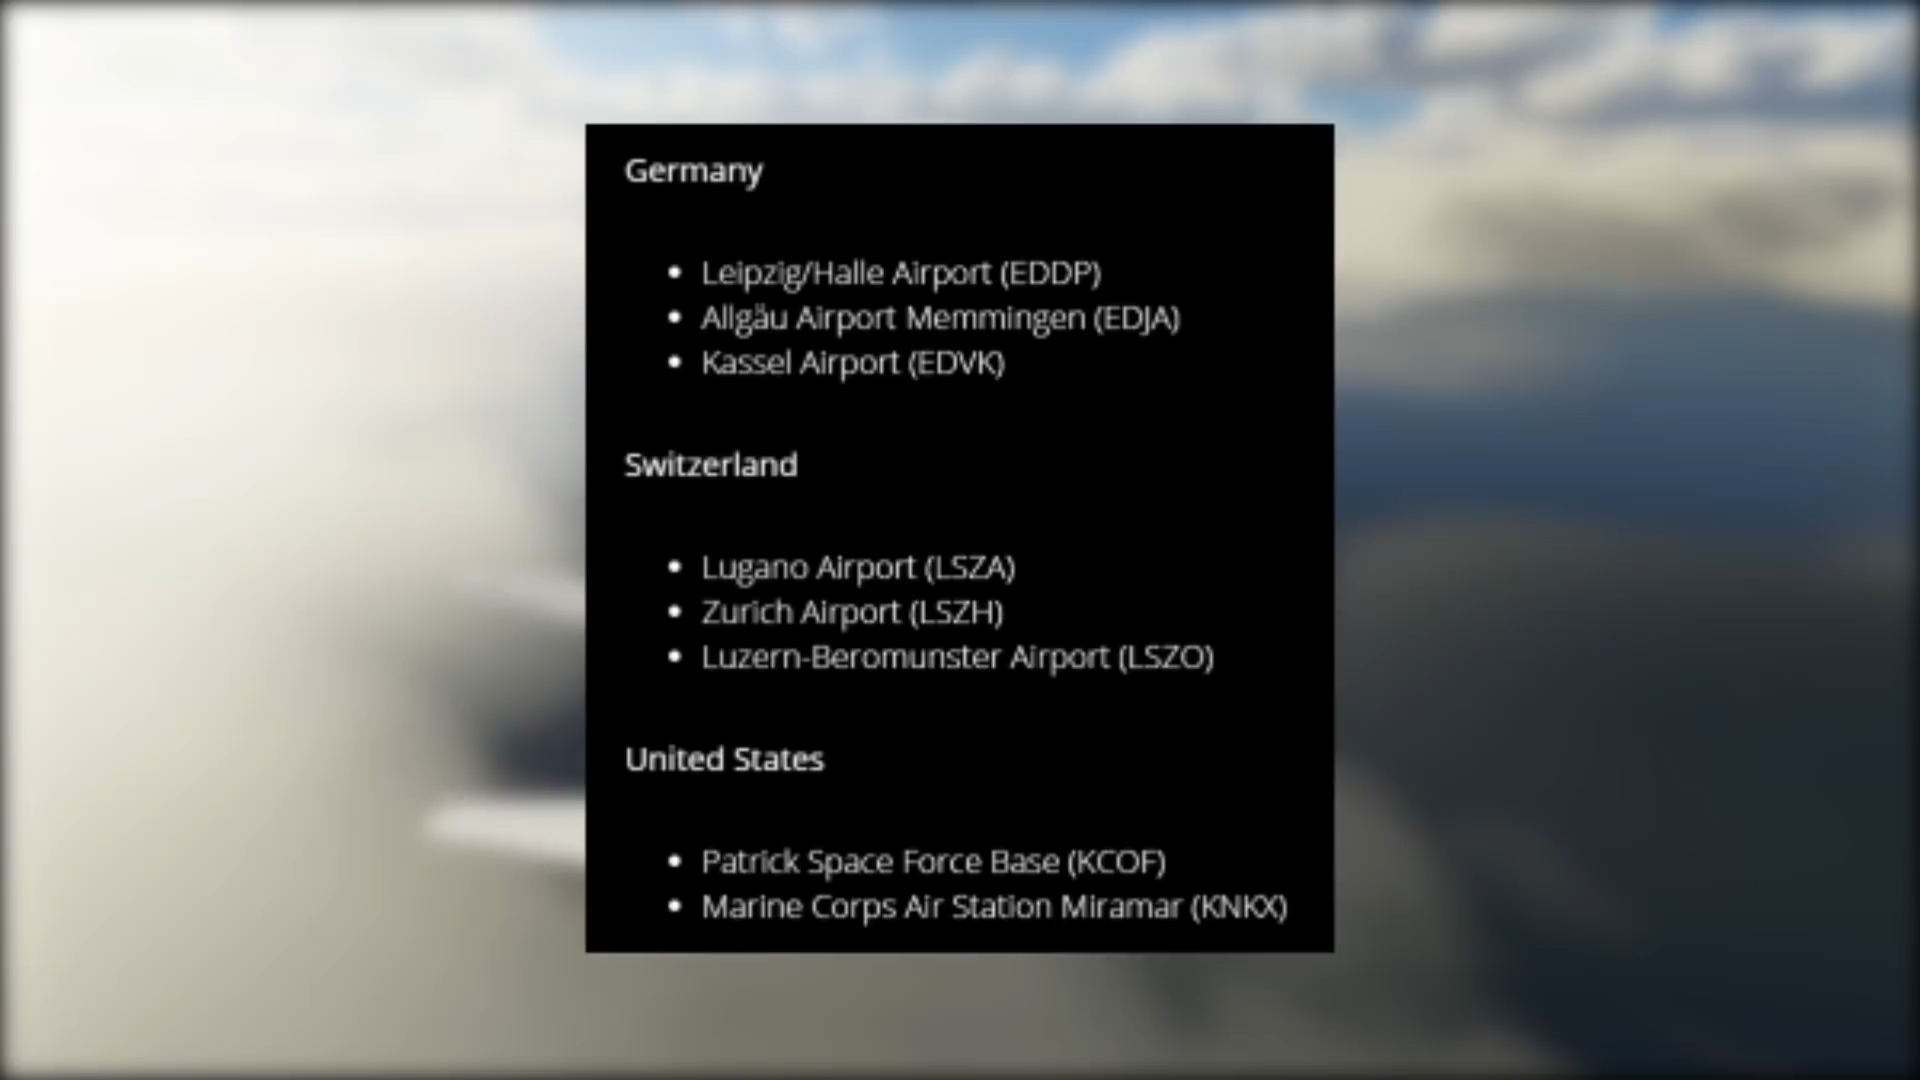 Germany
• Leipzig/Halle Airport (EDDP)
• Allgäu Airport Memmingen (EDJA)
• Kassel Airport (EDVK)
Switzerland
• Lugano Airport (LSZA)
• Zurich Airport (LSZH)
• Luzern-Beromunster Airport (LSZO)
United States
• Patrick Space Force Base (KCOF)
• Marine Corps Air Station Miramar (KNKX)